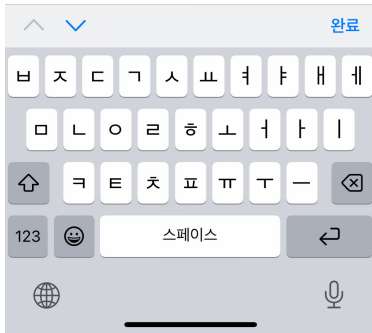 완료
ㅂ ㅈ ㄷ ㄱ ㅅ ㅛ ㅕ ㅑ ㅐ ㅔ
ㅁ ㄴ ㅇ ㄹ ㅎ ㅗ ㅓ ㅏ ㅣ
ㅋ ㅌ ㅊ ㅍ ㅠ ㅜ ㅡ
123 스페이스